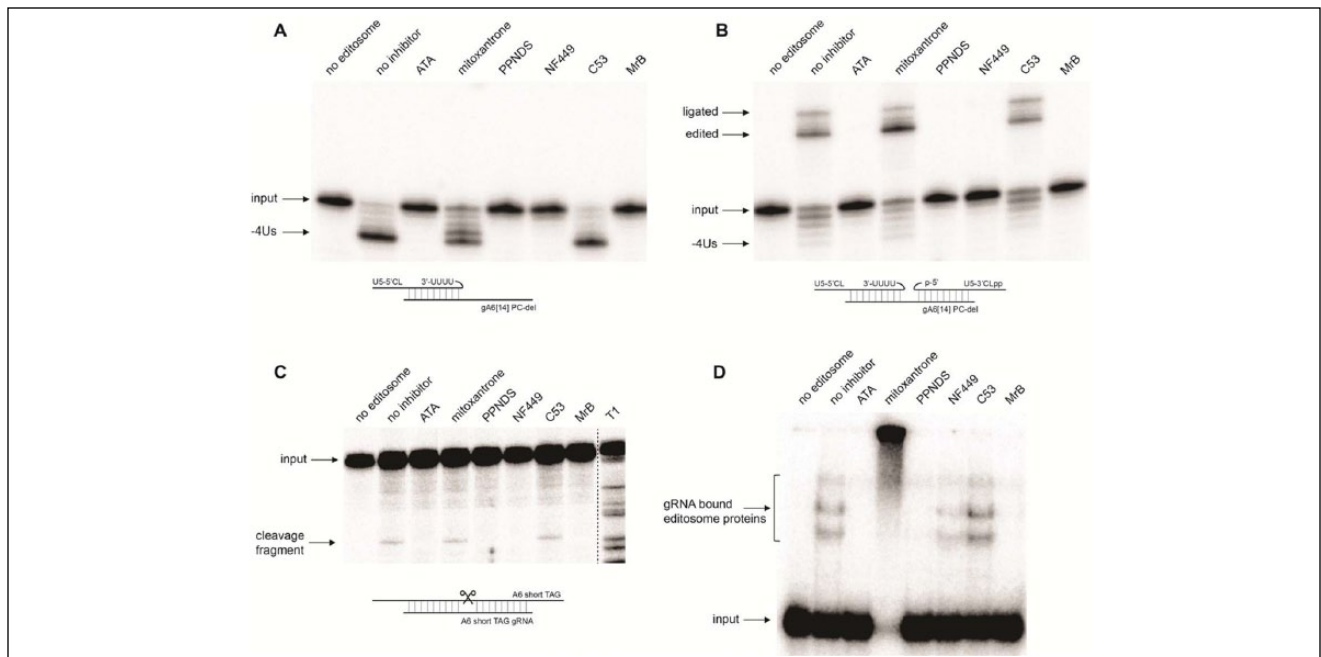 A
no editosome
no inhibitor
ATA
mitoxantrone
PPNDS
NF449
C53
MrB
input
-4Us
U5-5'CL 3'-UUUU
gA6[14] PC-del
B
no editosome
no inhibitor
ATA
mitoxantrone
PPNDS
NF449
C53
MrB
ligated
edited
input
-4Us
U5-5'CL 3'-UUUU p-5' U5-3'CLpp
gA6[14] PC-del
C
no editosome
no inhibitor
ATA
mitoxantrone
PPNDS
NF449
C53
MrB
T1
input
cleavage
fragment
A6 short TAG
A6 short TAG gRNA
D
no editosome
no inhibitor
ATA
mitoxantrone
PPNDS
NF449
C53
MrB
gRNA bound
editosome proteins
input